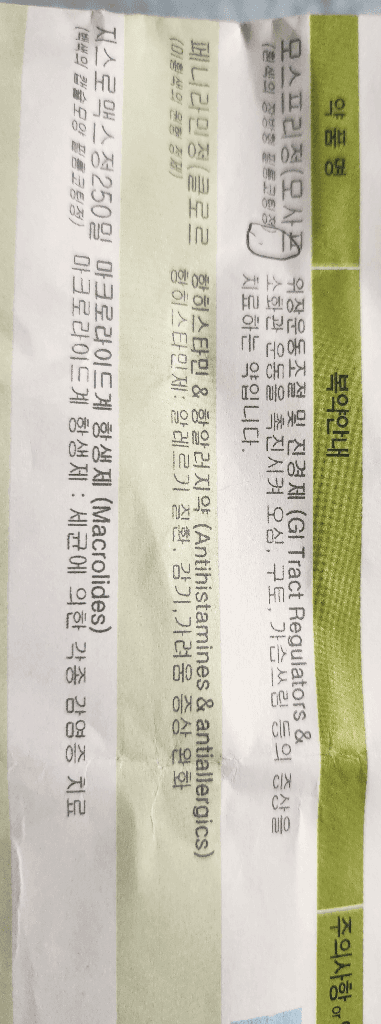 약 품 명
복약안내
주의사항 or
모스프리정(모사프
(흰색의 장방형 필름코팅정)
위장운동조절 및 진경제 (GI Tract Regulators &
소화관 운동을 촉진시켜 오심, 구토, 가슴쓰림 등의 증상을
치료하는 약입니다.
페니라민정(클로르
(미황색의 원형 정제)
항히스타민 & 항알러지약 (Antihistamines & antiallergics)
항히스타민제: 알레르기 질환, 감기,가려움 증상 완화
지스로맥스정250밀
(흰색의 캡슐모양 필름코팅정)
마크로라이드계 항생제 (Macrolides)
마크로라이드계 항생제 : 세균에 의한 각종 감염증 치료